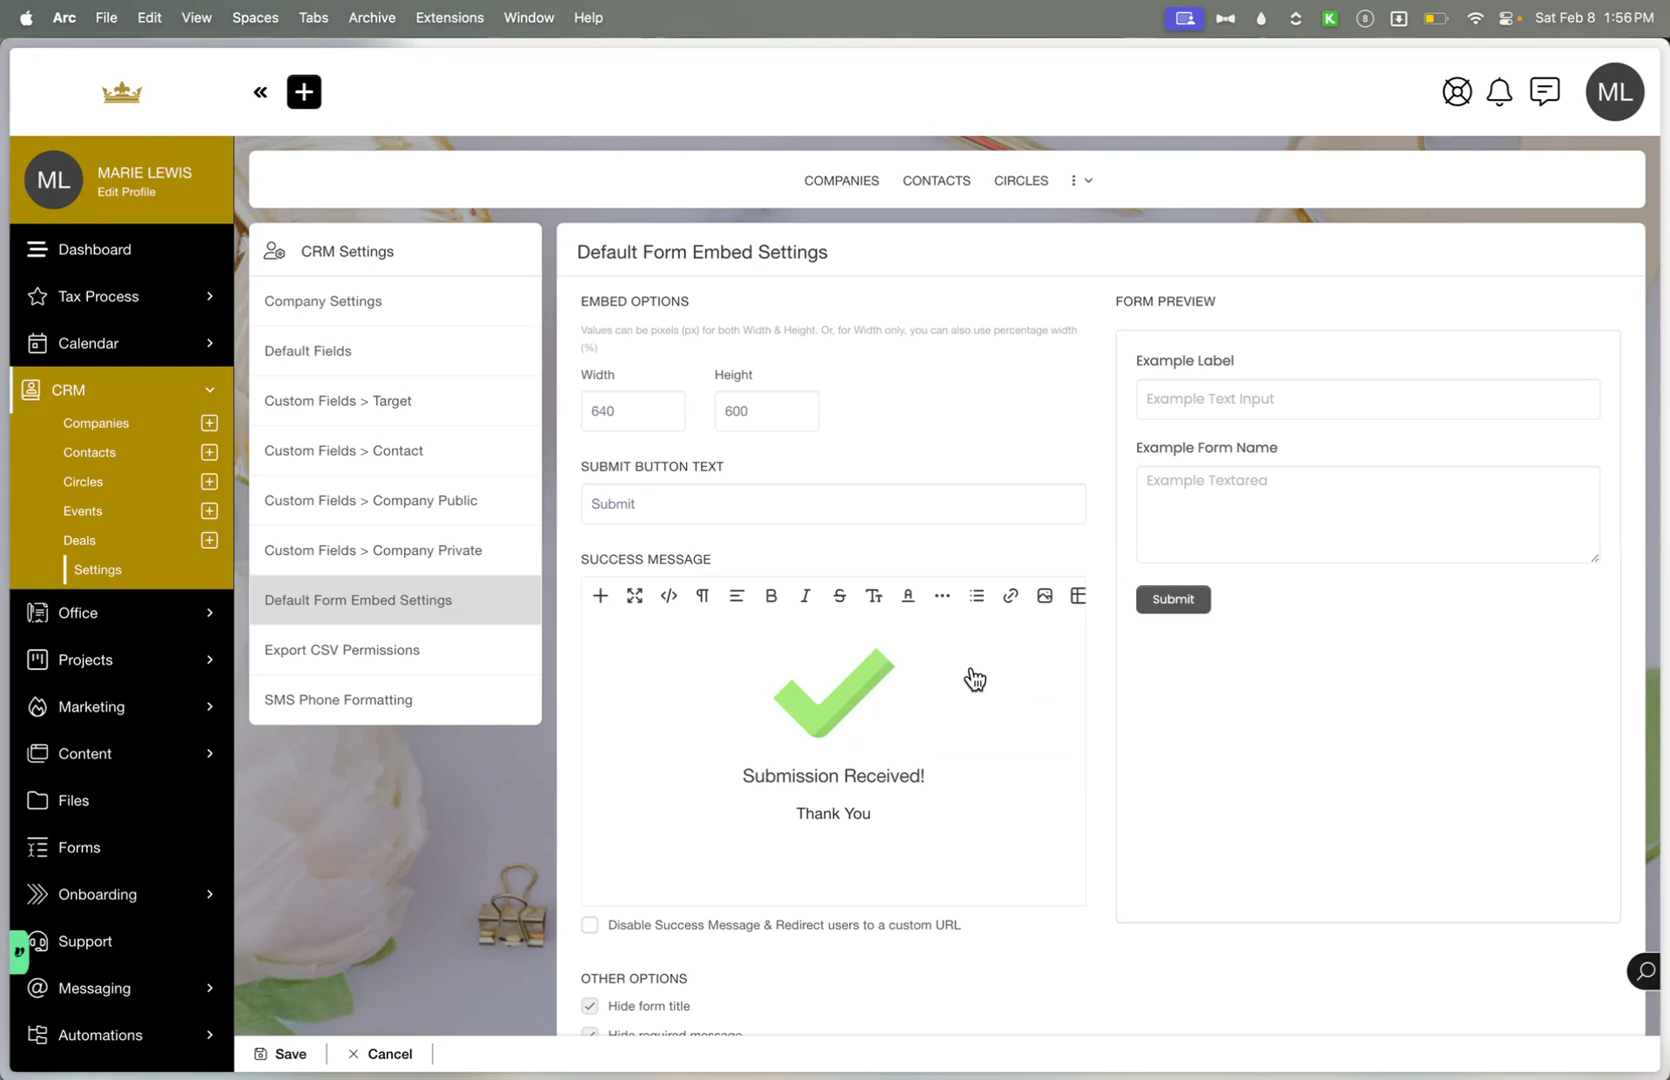 Arc File Edit View Spaces Tabs Archive Extensions Window Help K 8 Sat Feb 8 1:56 PM
ML
ML MARIE LEWIS
Edit Profile
COMPANIES CONTACTS CIRCLES
Dashboard
Tax Process
Calendar
CRM
Companies
Contacts
Circles
Events
Deals
Settings
Office
Projects
Marketing
Content
Files
Forms
Onboarding
Support
Messaging
Automations
CRM Settings
Company Settings
Default Fields
Custom Fields > Target
Custom Fields > Contact
Custom Fields > Company Public
Custom Fields > Company Private
Default Form Embed Settings
Export CSV Permissions
SMS Phone Formatting
Default Form Embed Settings
EMBED OPTIONS
Values can be pixels (px) for both Width & Height. Or, for Width only, you can also use percentage width
(%)
Width Height
640 600
SUBMIT BUTTON TEXT
Submit
SUCCESS MESSAGE
Submission Received!
Thank You
Disable Success Message & Redirect users to a custom URL
OTHER OPTIONS
Hide form title
Hide required message
FORM PREVIEW
Example Label
Example Text Input
Example Form Name
Example Textarea
Submit
Save Cancel